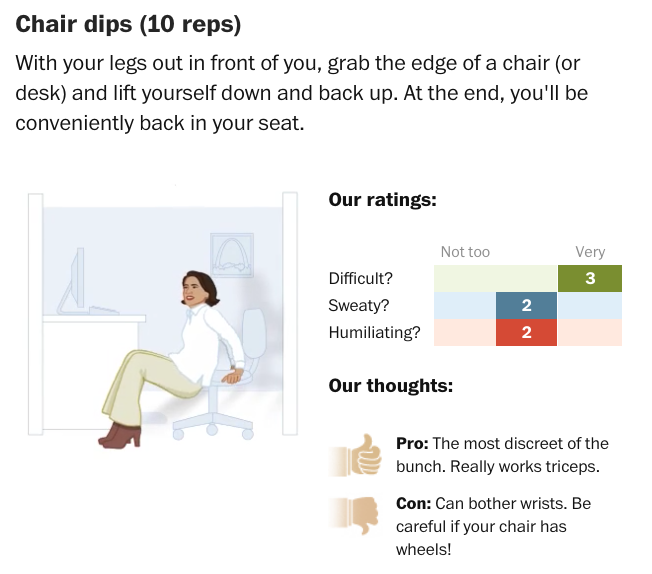 Chair dips (10 reps)
With your legs out in front of you, grab the edge of a chair (or
desk) and lift yourself down and back up. At the end, you'll be
conveniently back in your seat.
Our ratings:
Not too Very
Difficult? 3
Sweaty? 2
Humiliating? 2
Our thoughts:
Pro: The most discreet of the
bunch. Really works triceps.
Con: Can bother wrists. Be
careful if your chair has
wheels!